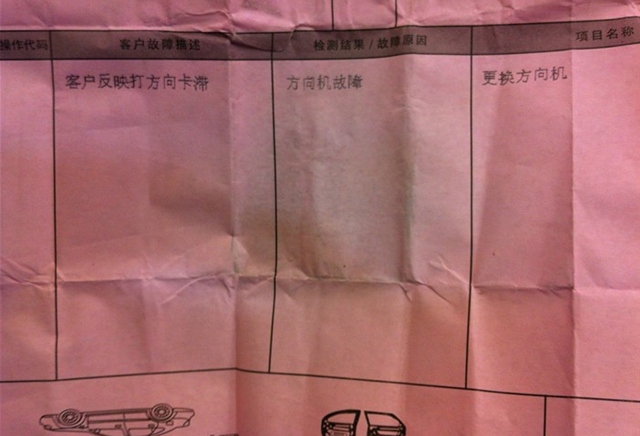 操作代码 客户故障描述 检测结果/故障原因 项目名称
客户反映打方向卡滞 方向机故障 更换方向机